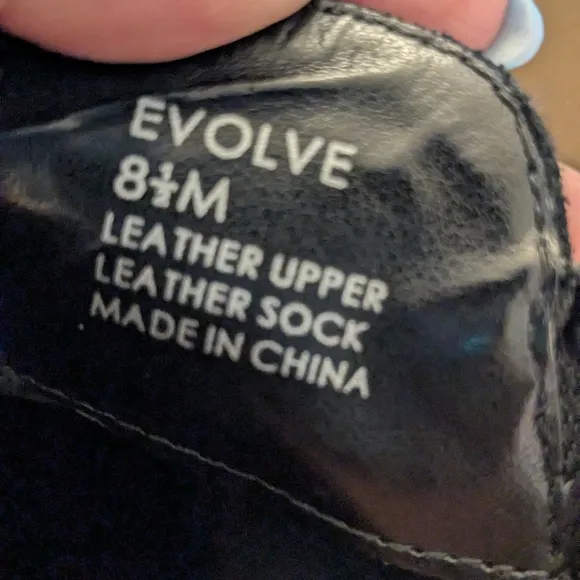 EVOLVE
8½M
LEATHER UPPER
LEATHER SOCK
MADE IN CHINA